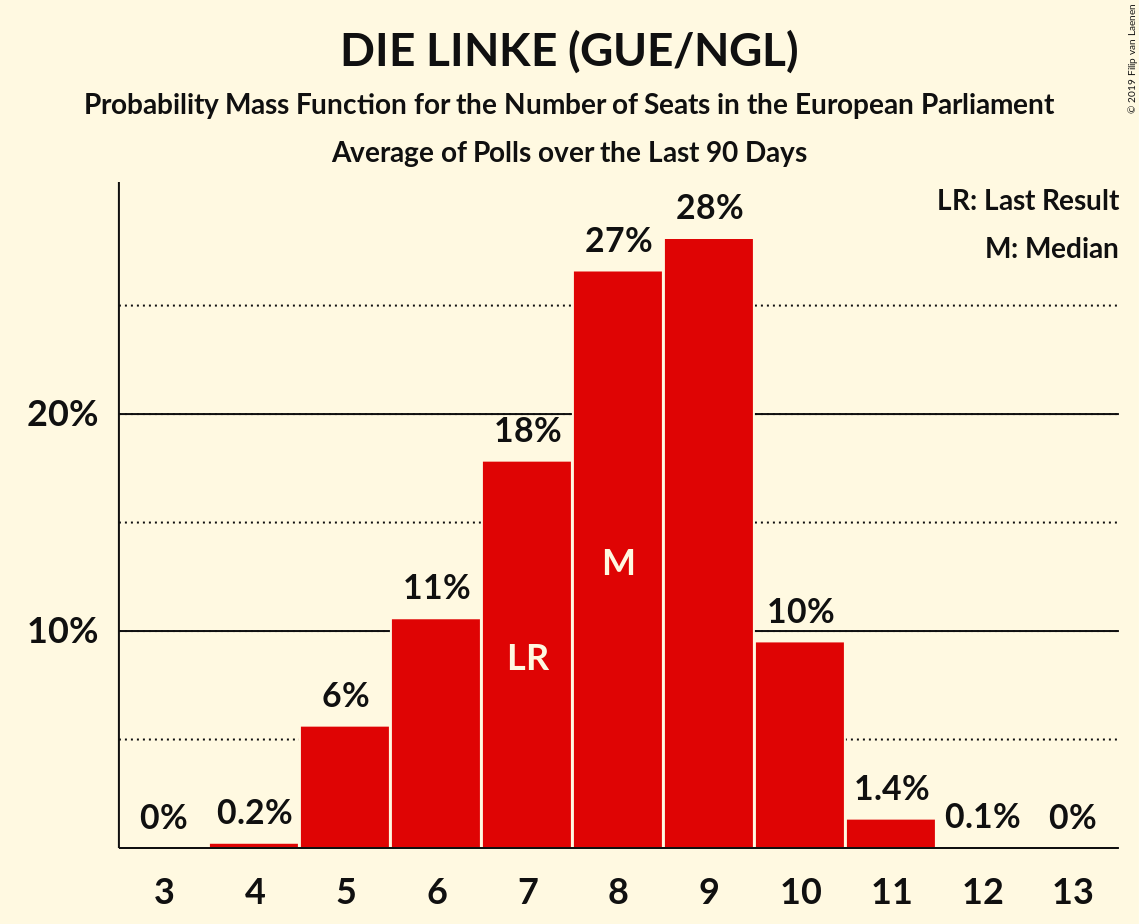 DIE LINKE (GUE/NGL)
Probability Mass Function for the Number of Seats in the European Parliament
Average of Polls over the Last 90 Days
© 2019 Filip van Laenen
LR: Last Result
M: Median
20%
10%
0%
0.2%
6%
11%
18%
27%
28%
10%
1.4%
0.1%
0%
LR
M
3 4 5 6 7 8 9 10 11 12 13